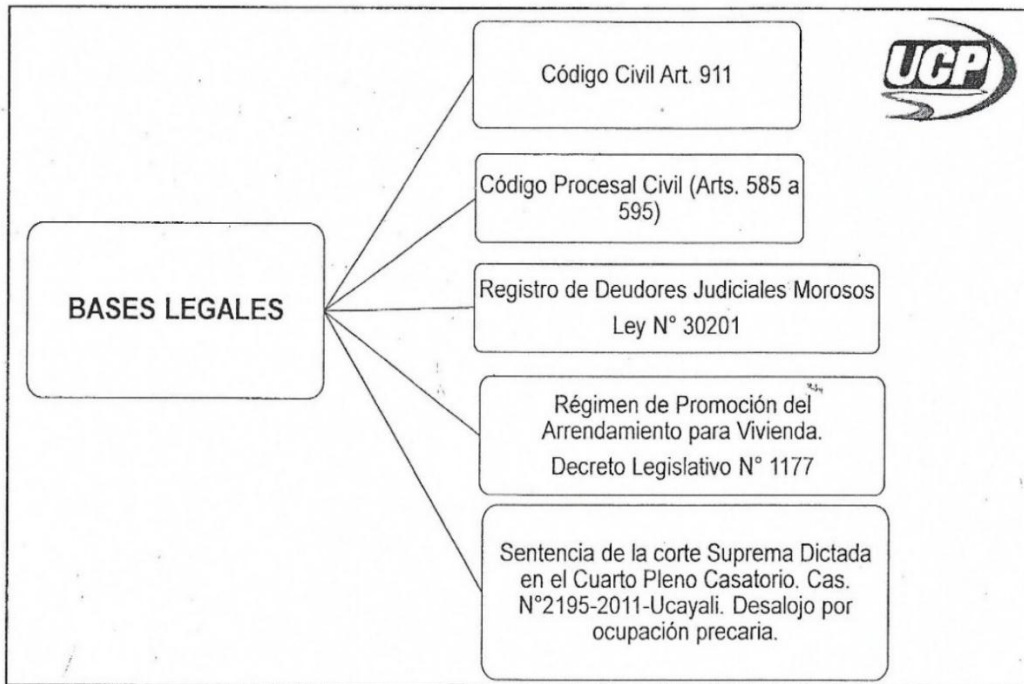 UCP
Código Civil Art. 911
Código Procesal Civil (Arts. 585 a
595)
BASES LEGALES
Registro de Deudores Judiciales Morosos
Ley N° 30201
Régimen de Promoción del
Arrendamiento para Vivienda.
Decreto Legislativo N° 1177
Sentencia de la corte Suprema Dictada
en el Cuarto Pleno Casatorio. Cas.
N°2195-2011-Ucayali. Desalojo por
ocupación precaria.